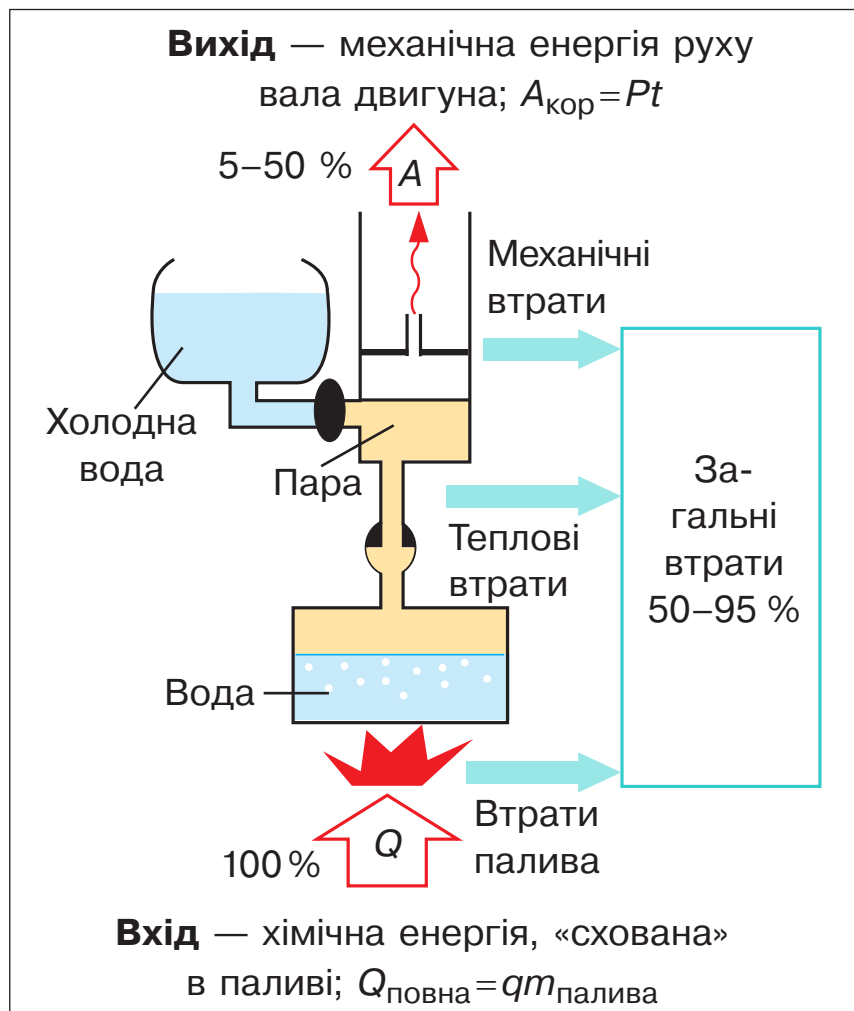 Вихід — механічна енергія руху
вала двигуна; Aкор = Pt
5–50 %
A
Механічні
втрати
Холодна
вода
Пара
Теплові
втрати
За-
гальні
втрати
50–95 %
Вода
Втрати
палива
100 %
Q
Вхід — хімічна енергія, «схована»
в паливі; Qповна = qmпалива